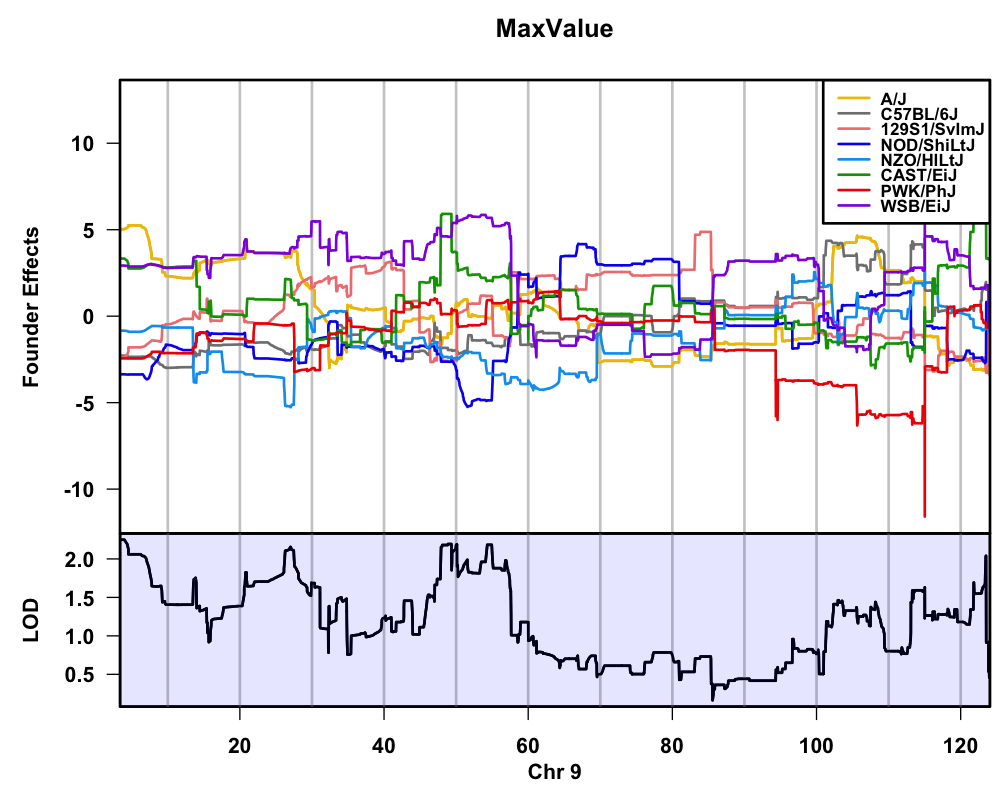 MaxValue
A/J
C57BL/6J
129S1/SvImJ
NOD/ShiLtJ
NZO/HlLtJ
CAST/EiJ
PWK/PhJ
WSB/EiJ
Founder Effects
10
5
0
-5
-10
LOD
2.0
1.5
1.0
0.5
20 40 60 80 100 120
Chr 9